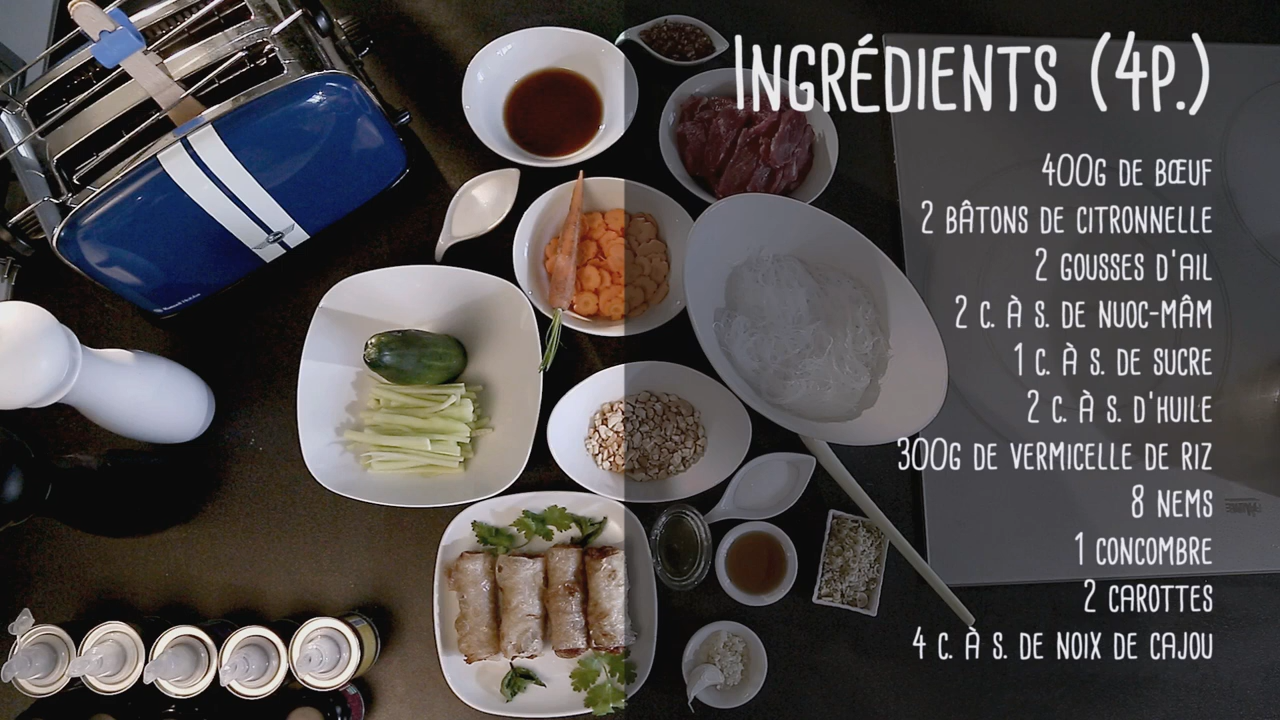 INGRÉDIENTS (4P.)
400G DE BŒUF
2 BÂTONS DE CITRONNELLE
2 GOUSSES D'AIL
2 C. À S. DE NUOC-MÂM
1 C. À S. DE SUCRE
2 C. À S. D'HUILE
300G DE VERMICELLE DE RIZ
8 NEMS
1 CONCOMBRE
2 CAROTTES
4 C. À S. DE NOIX DE CAJOU